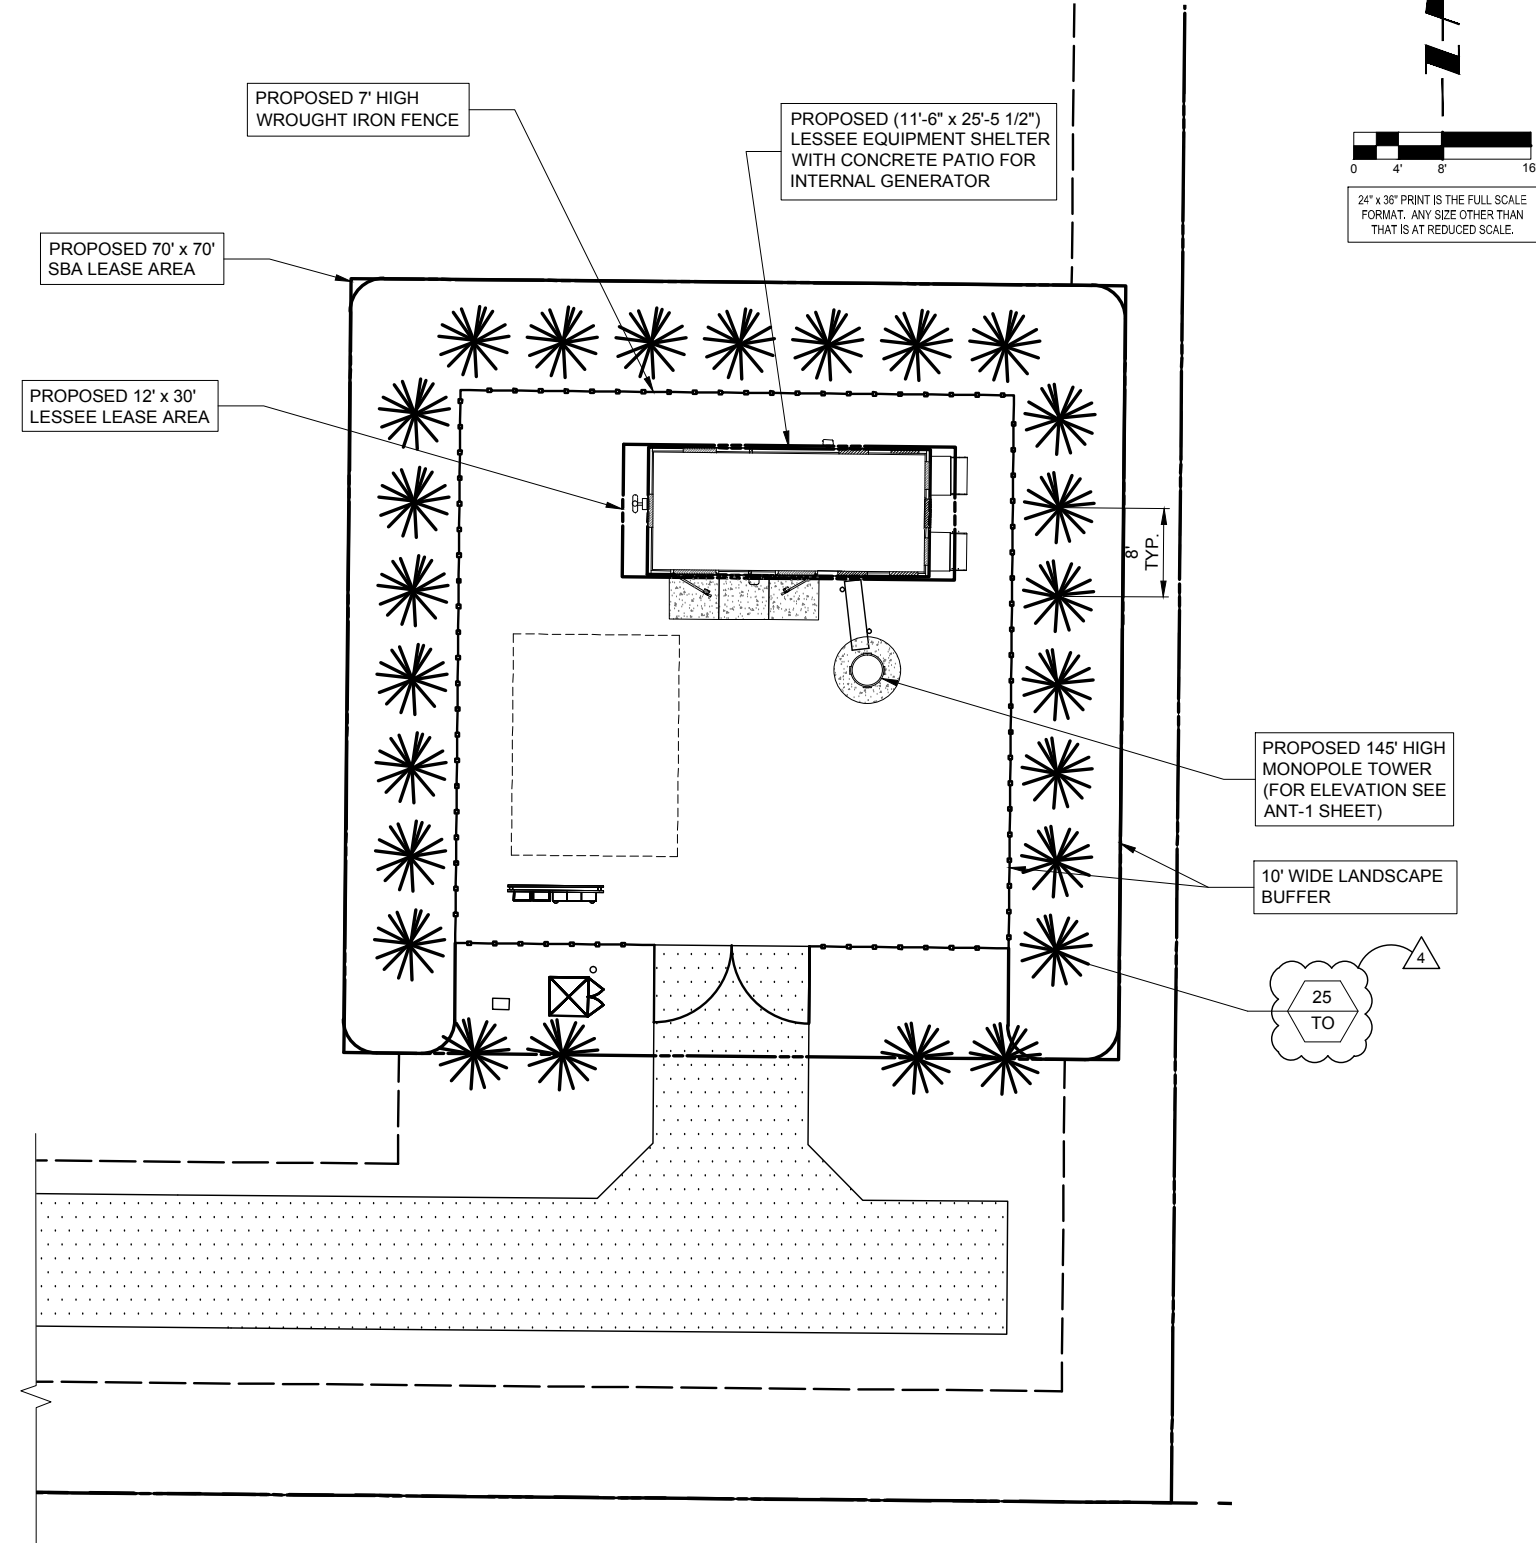 PROPOSED 7' HIGH
WROUGHT IRON FENCE
PROPOSED (11'-6" x 25'-5 1/2")
LESSEE EQUIPMENT SHELTER
WITH CONCRETE PATIO FOR
INTERNAL GENERATOR
0 4' 8' 16
24" x 36" PRINT IS THE FULL SCALE
FORMAT. ANY SIZE OTHER THAN
THAT IS AT REDUCED SCALE.
PROPOSED 70' x 70'
SBA LEASE AREA
PROPOSED 12' x 30'
LESSEE LEASE AREA
8'
TYP.
PROPOSED 145' HIGH
MONOPOLE TOWER
(FOR ELEVATION SEE
ANT-1 SHEET)
10' WIDE LANDSCAPE
BUFFER
4
25
TO